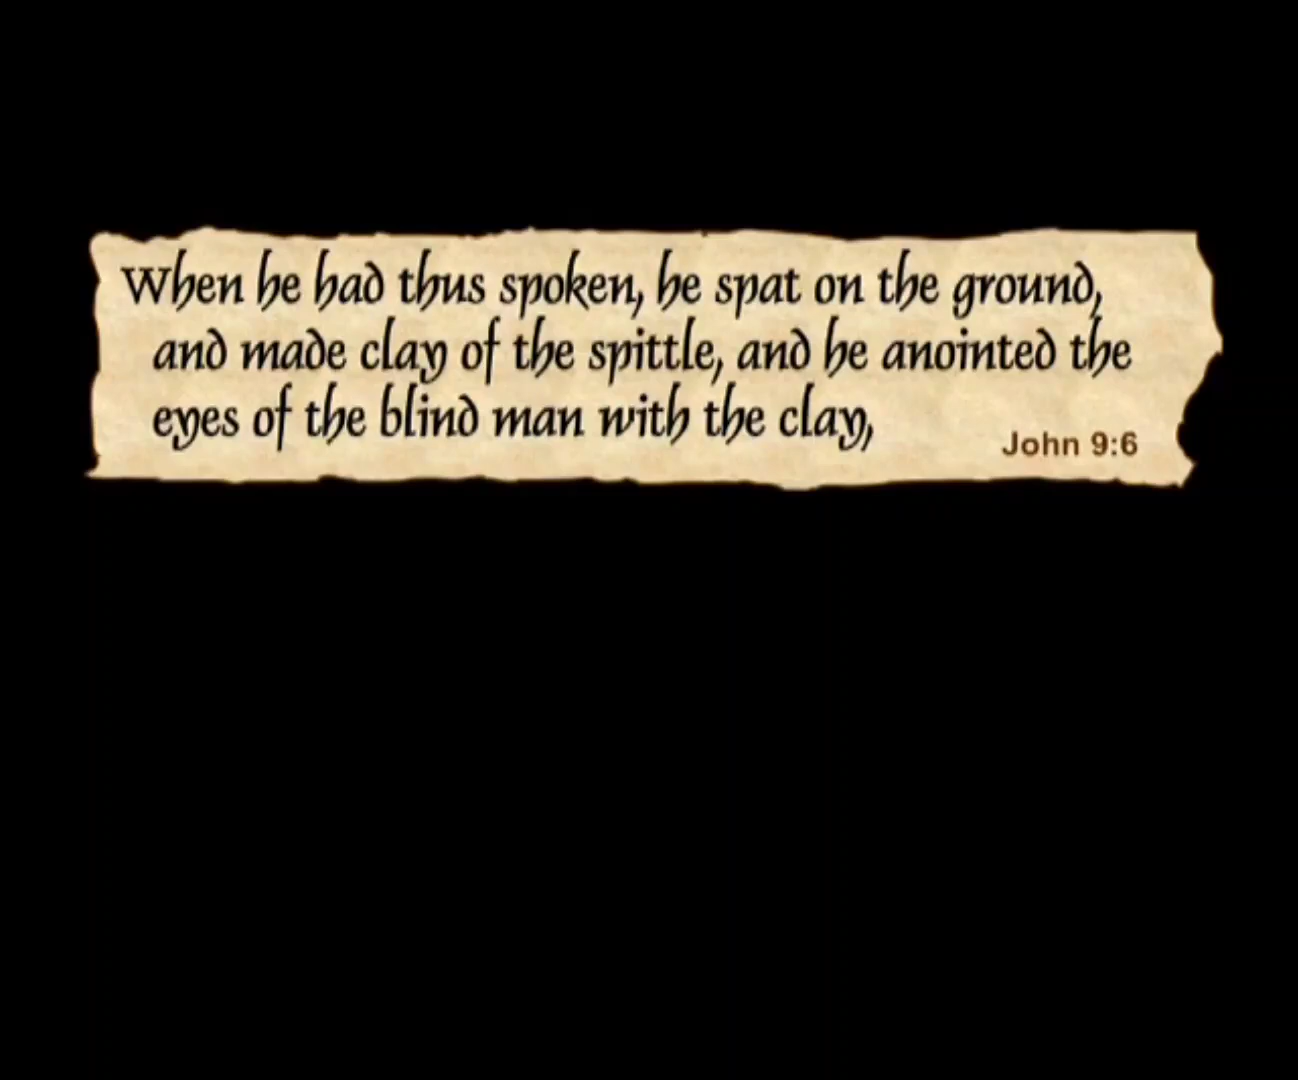 When he had thus spoken, he spat on the ground,
and made clay of the spittle, and he anointed the
eyes of the blind man with the clay,
John 9:6